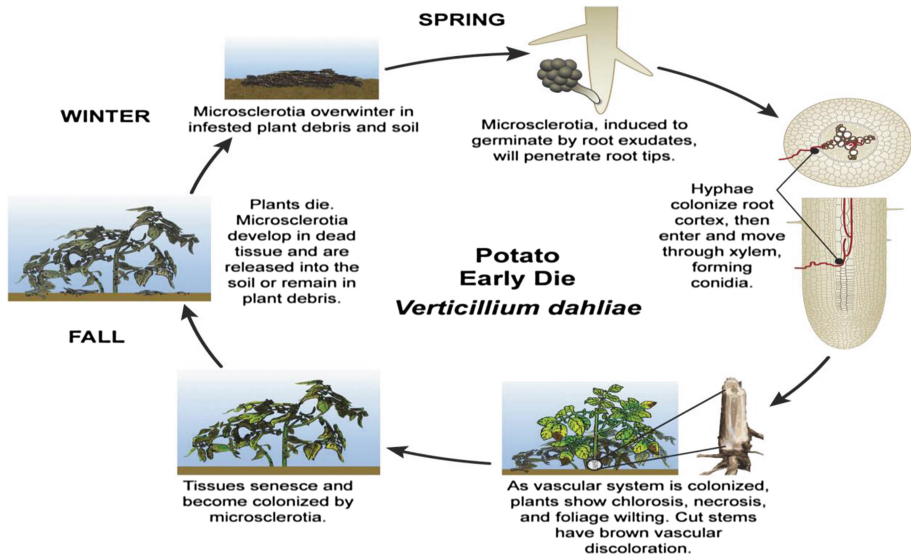 SPRING
WINTER
Microsclerotia overwinter in
infested plant debris and soil
Microsclerotia, induced to
germinate by root exudates,
will penetrate root tips.
Hyphae
colonize root
cortex, then
enter and move
through xylem,
forming
conidia.
Plants die.
Microsclerotia
develop in dead
tissue and are
released into the
soil or remain in
plant debris.
Potato
Early Die
Verticillium dahliae
FALL
Tissues senesce and
become colonized by
microsclerotia.
As vascular system is colonized,
plants show chlorosis, necrosis,
and foliage wilting. Cut stems
have brown vascular
discoloration.